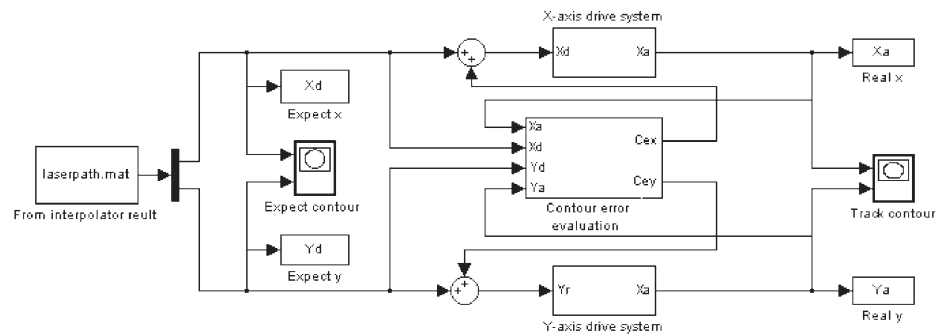 X-axis drive system
Xd Xa
Xa
Real x
+
+
Xd
Expect x
Xa
Xd
Yd
Ya
Cex
Cey
Contour error
evaluation
laserpath.mat
From interpolator reult
Expect contour
Track contour
Yd
Expect y
+
+
Yr Xa
Y-axis drive system
Ya
Real y